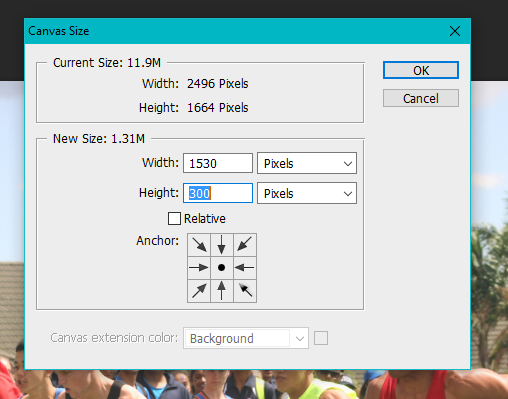 Canvas Size
Current Size: 11.9M
OK
Width: 2496 Pixels
Cancel
Height: 1664 Pixels
New Size: 1.31M
Width: 1530 Pixels
Height: 300 Pixels
Relative
Anchor:
Canvas extension color: Background